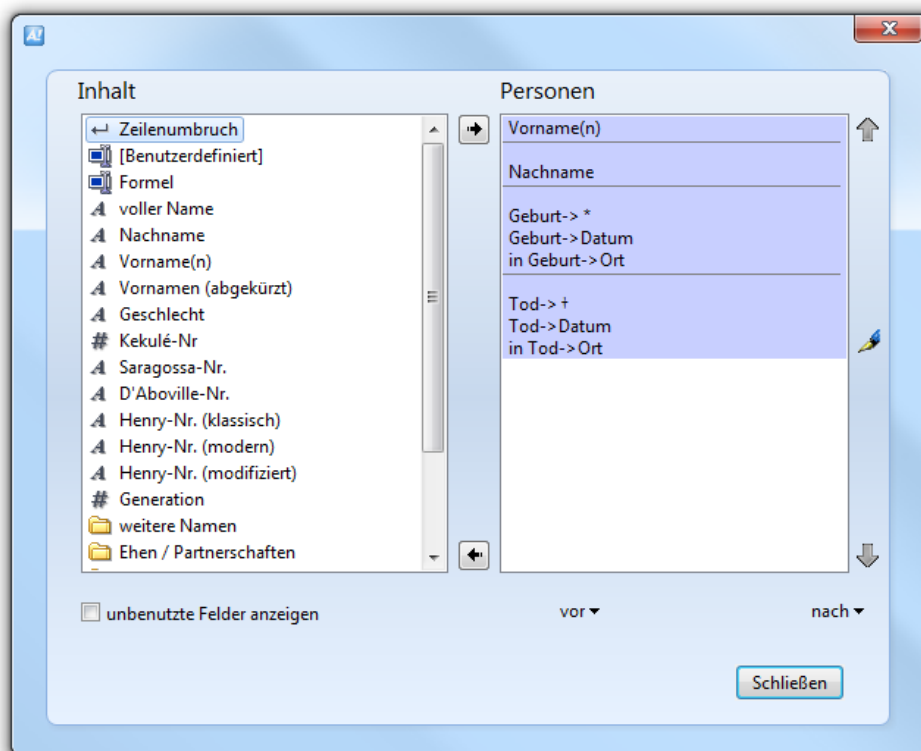 A!
Inhalt
Zeilenumbruch
[Benutzerdefiniert]
Formel
A voller Name
A Nachname
A Vorname(n)
A Vornamen (abgekürzt)
A Geschlecht
# Kekulé-Nr
A Saragossa-Nr.
A D'Aboville-Nr.
A Henry-Nr. (klassisch)
A Henry-Nr. (modern)
A Henry-Nr. (modifiziert)
# Generation
weitere Namen
Ehen / Partnerschaften
unbenutzte Felder anzeigen
Personen
Vorname(n)
Nachname
Geburt-> *
Geburt->Datum
in Geburt->Ort
Tod-> †
Tod->Datum
in Tod->Ort
vor
nach
Schließen